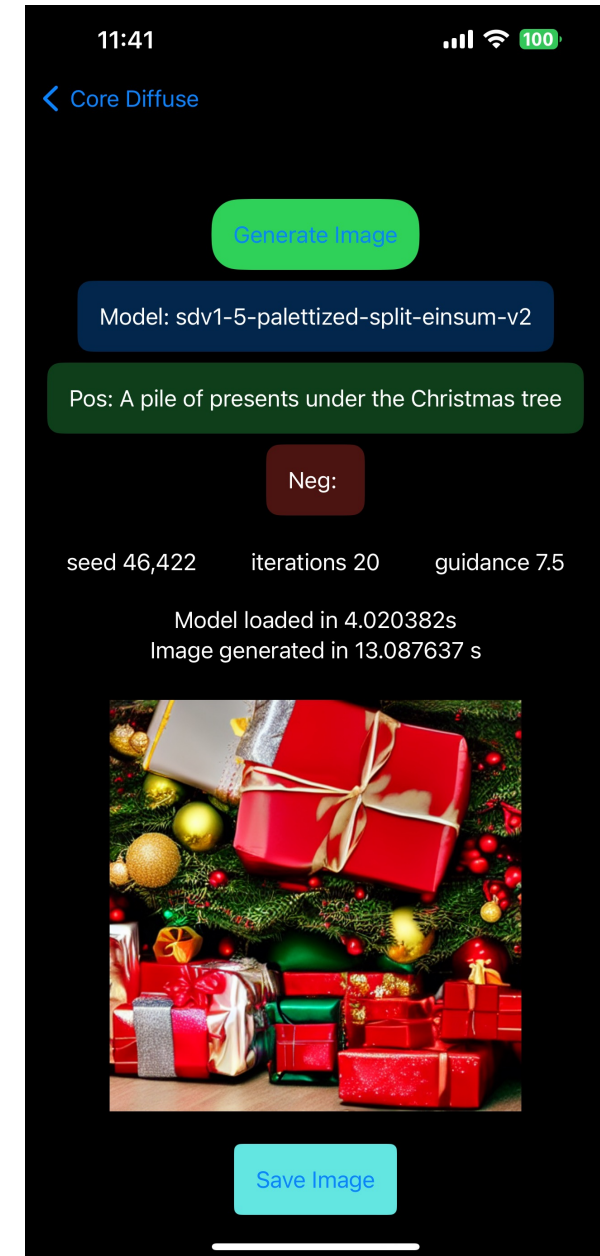 11:41
100
Core Diffuse
Generate Image
Model: sdv1-5-palettized-split-einsum-v2
Pos: A pile of presents under the Christmas tree
Neg:
seed 46,422 iterations 20 guidance 7.5
Model loaded in 4.020382s
Image generated in 13.087637 s
Save Image